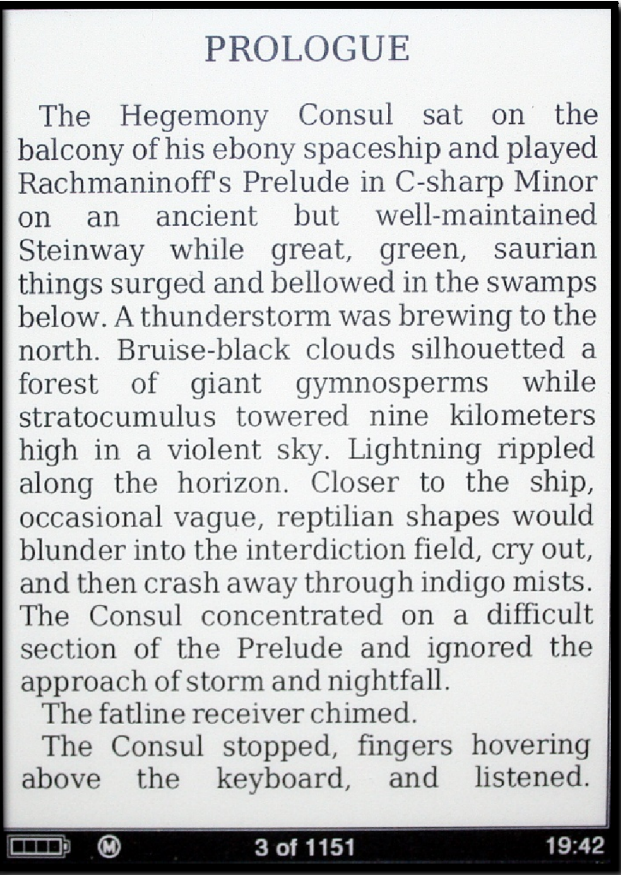 PROLOGUE
The Hegemony Consul sat on the
balcony of his ebony spaceship and played
Rachmaninoff's Prelude in C-sharp Minor
on an ancient but well-maintained
Steinway while great, green, saurian
things surged and bellowed in the swamps
below. A thunderstorm was brewing to the
north. Bruise-black clouds silhouetted a
forest of giant gymnosperms while
stratocumulus towered nine kilometers
high in a violent sky. Lightning rippled
along the horizon. Closer to the ship,
occasional vague, reptilian shapes would
blunder into the interdiction field, cry out,
and then crash away through indigo mists.
The Consul concentrated on a difficult
section of the Prelude and ignored the
approach of storm and nightfall.
The fatline receiver chimed.
The Consul stopped, fingers hovering
above the keyboard, and listened.
M 3 of 1151 19:42